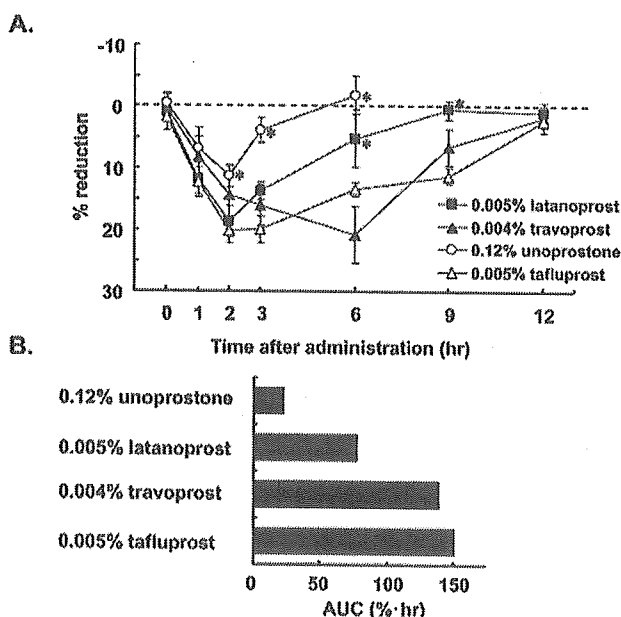 A.
-10
0
10
20
30
% reduction
*
*
*
*
*
0.005% latanoprost
0.004% travoprost
0.12% unoprostone
0.005% tafluprost
0 1 2 3 6 9 12
Time after administration (hr)
B.
0.12% unoprostone
0.005% latanoprost
0.004% travoprost
0.005% tafluprost
0 50 100 150
AUC (%·hr)